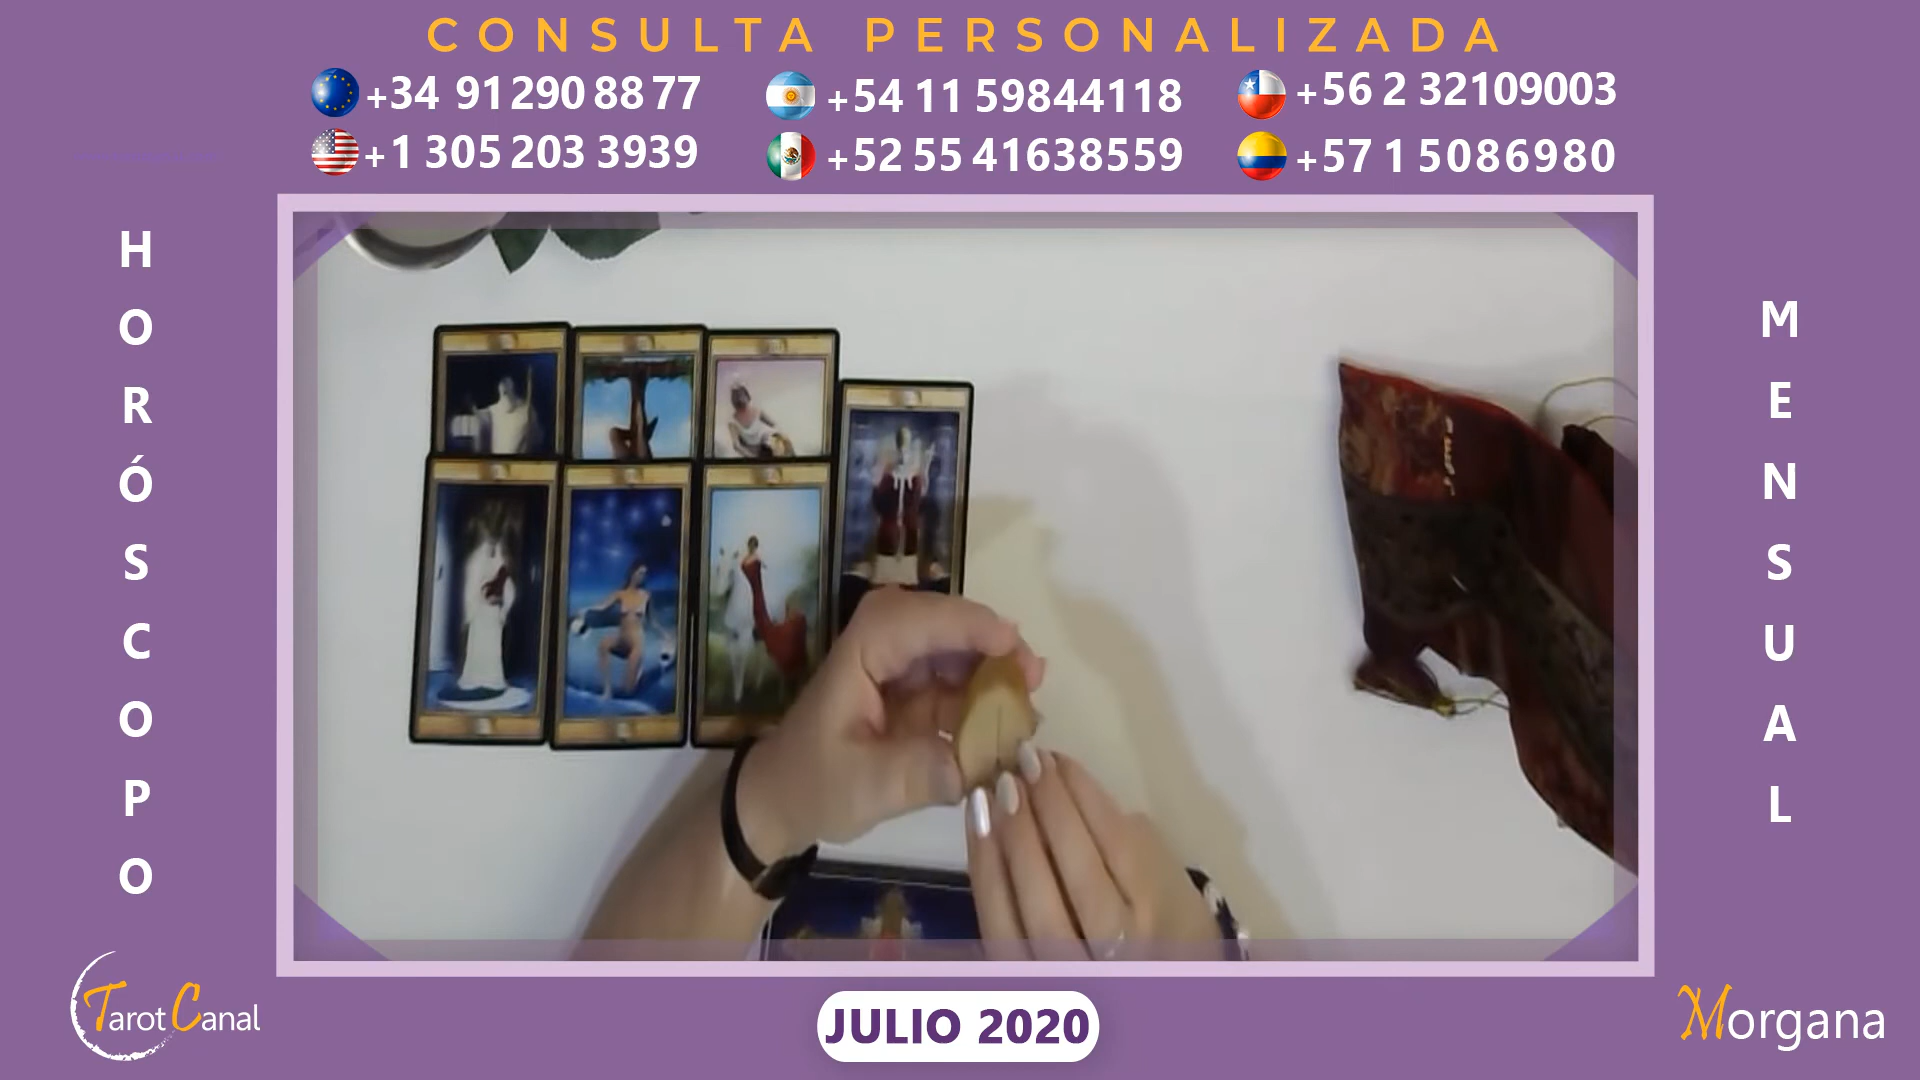 CONSULTA PERSONALIZADA
+34 91 290 88 77
+54 11 59844118
+56 2 32109003
+1 305 203 3939
+52 55 41638559
+57 1 5086980
HORÓSCOPO
MENSUAL
TarotCanal
JULIO 2020
Morgana